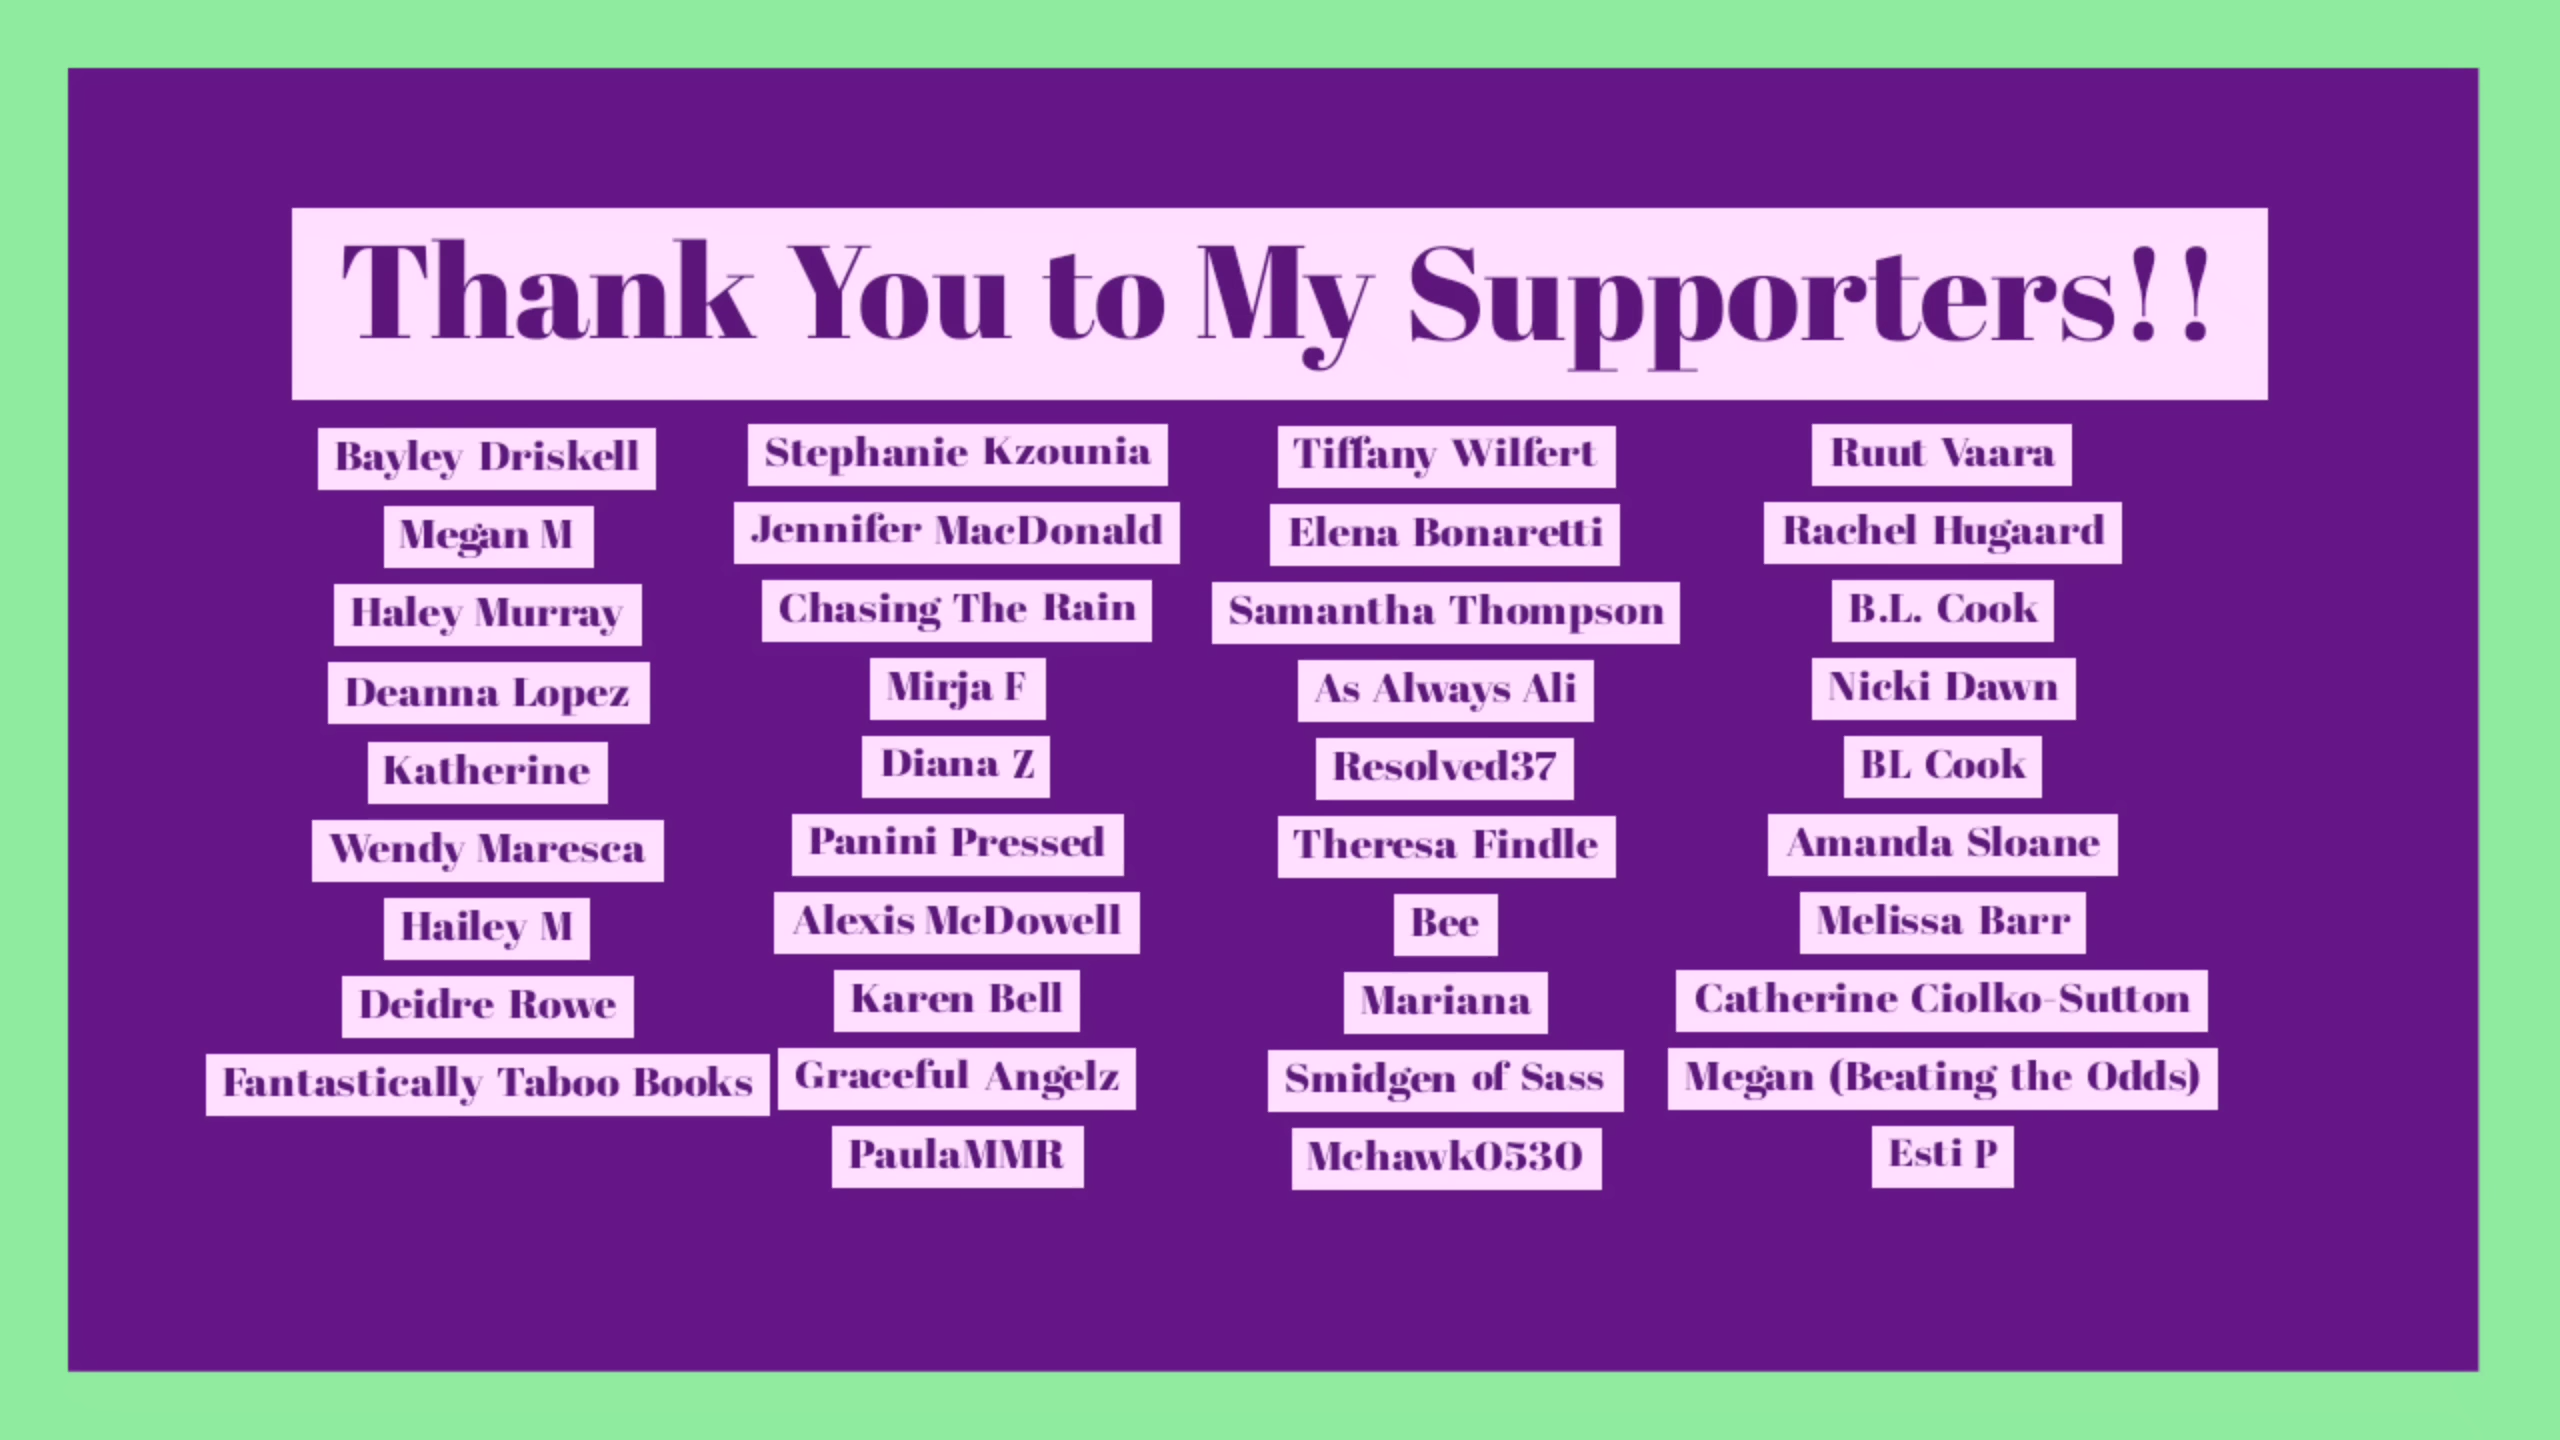 Thank You to My Supporters!!
Bayley Driskell
Megan M
Haley Murray
Deanna Lopez
Katherine
Wendy Maresca
Hailey M
Deidre Rowe
Fantastically Taboo Books
Stephanie Kzounia
Jennifer MacDonald
Chasing The Rain
Mirja F
Diana Z
Panini Pressed
Alexis McDowell
Karen Bell
Graceful Angelz
PaulaMMR
Tiffany Wilfert
Elena Bonaretti
Samantha Thompson
As Always Ali
Resolved37
Theresa Findle
Bee
Mariana
Smidgen of Sass
Mchawk0530
Ruut Vaara
Rachel Hugaard
B.L. Cook
Nicki Dawn
BL Cook
Amanda Sloane
Melissa Barr
Catherine Ciolko-Sutton
Megan (Beating the Odds)
Esti P